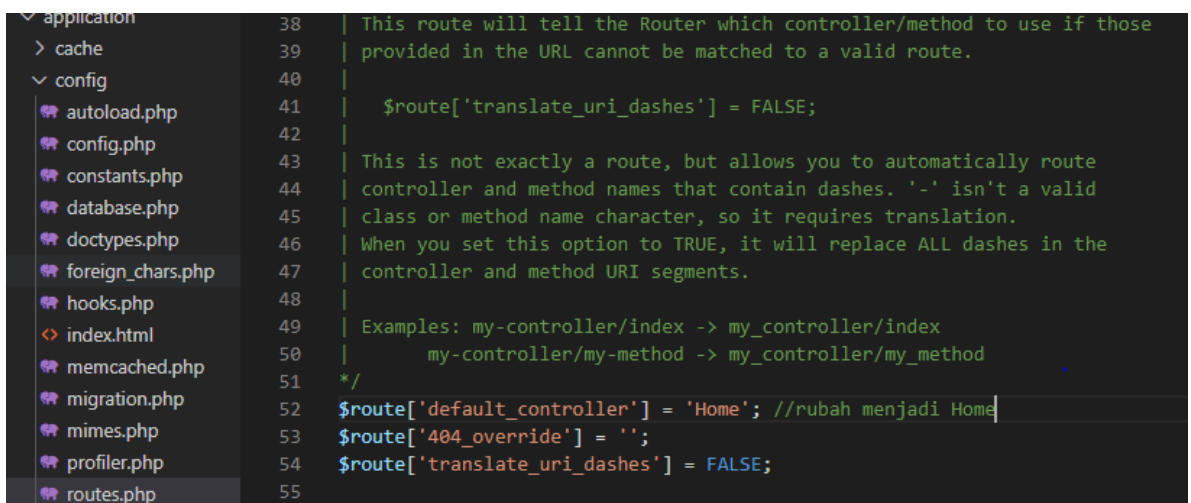 application
cache
config
autoload.php
config.php
constants.php
database.php
doctypes.php
foreign_chars.php
hooks.php
index.html
memcached.php
migration.php
mimes.php
profiler.php
routes.php
38 | This route will tell the Router which controller/method to use if those
39 | provided in the URL cannot be matched to a valid route.
40 |
41 | $route['translate_uri_dashes'] = FALSE;
42 |
43 | This is not exactly a route, but allows you to automatically route
44 | controller and method names that contain dashes. '-' isn't a valid
45 | class or method name character, so it requires translation.
46 | When you set this option to TRUE, it will replace ALL dashes in the
47 | controller and method URI segments.
48 |
49 | Examples: my-controller/index -> my_controller/index
50 | my-controller/my-method -> my_controller/my_method
51 */
52 $route['default_controller'] = 'Home'; //rubah menjadi Home
53 $route['404_override'] = '';
54 $route['translate_uri_dashes'] = FALSE;
55